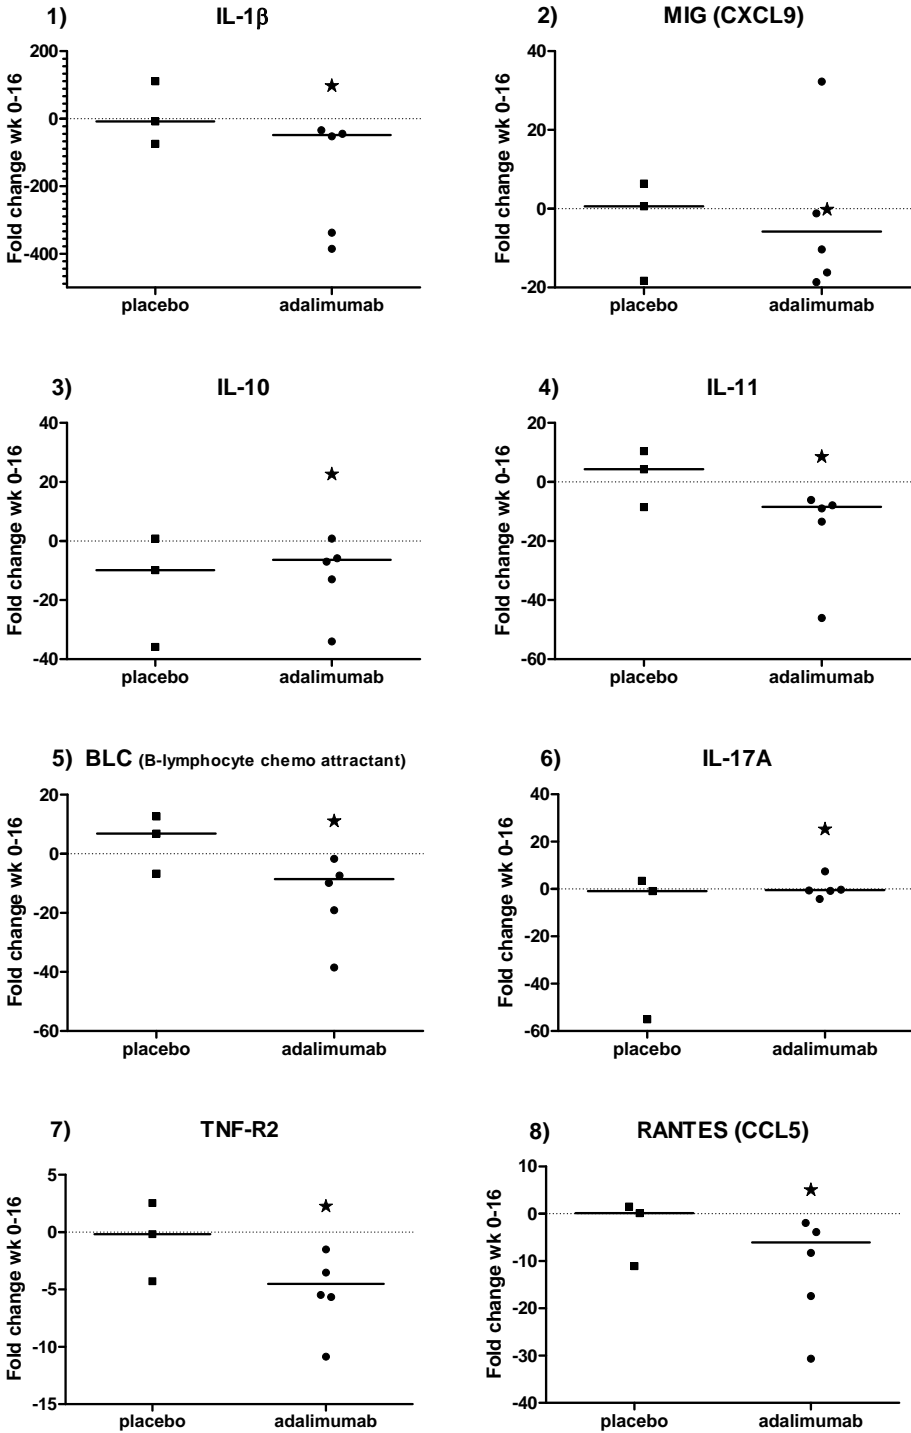 1) IL-1β
Fold change wk 0-16
200
0
-200
-400
placebo adalimumab
2) MIG (CXCL9)
Fold change wk 0-16
40
20
0
-20
placebo adalimumab
3) IL-10
Fold change wk 0-16
40
20
0
-20
-40
placebo adalimumab
4) IL-11
Fold change wk 0-16
20
0
-20
-40
-60
placebo adalimumab
5) BLC (B-lymphocyte chemo attractant)
Fold change wk 0-16
20
0
-20
-40
-60
placebo adalimumab
6) IL-17A
Fold change wk 0-16
40
20
0
-20
-40
-60
placebo adalimumab
7) TNF-R2
Fold change wk 0-16
5
0
-5
-10
-15
placebo adalimumab
8) RANTES (CCL5)
Fold change wk 0-16
10
0
-10
-20
-30
-40
placebo adalimumab